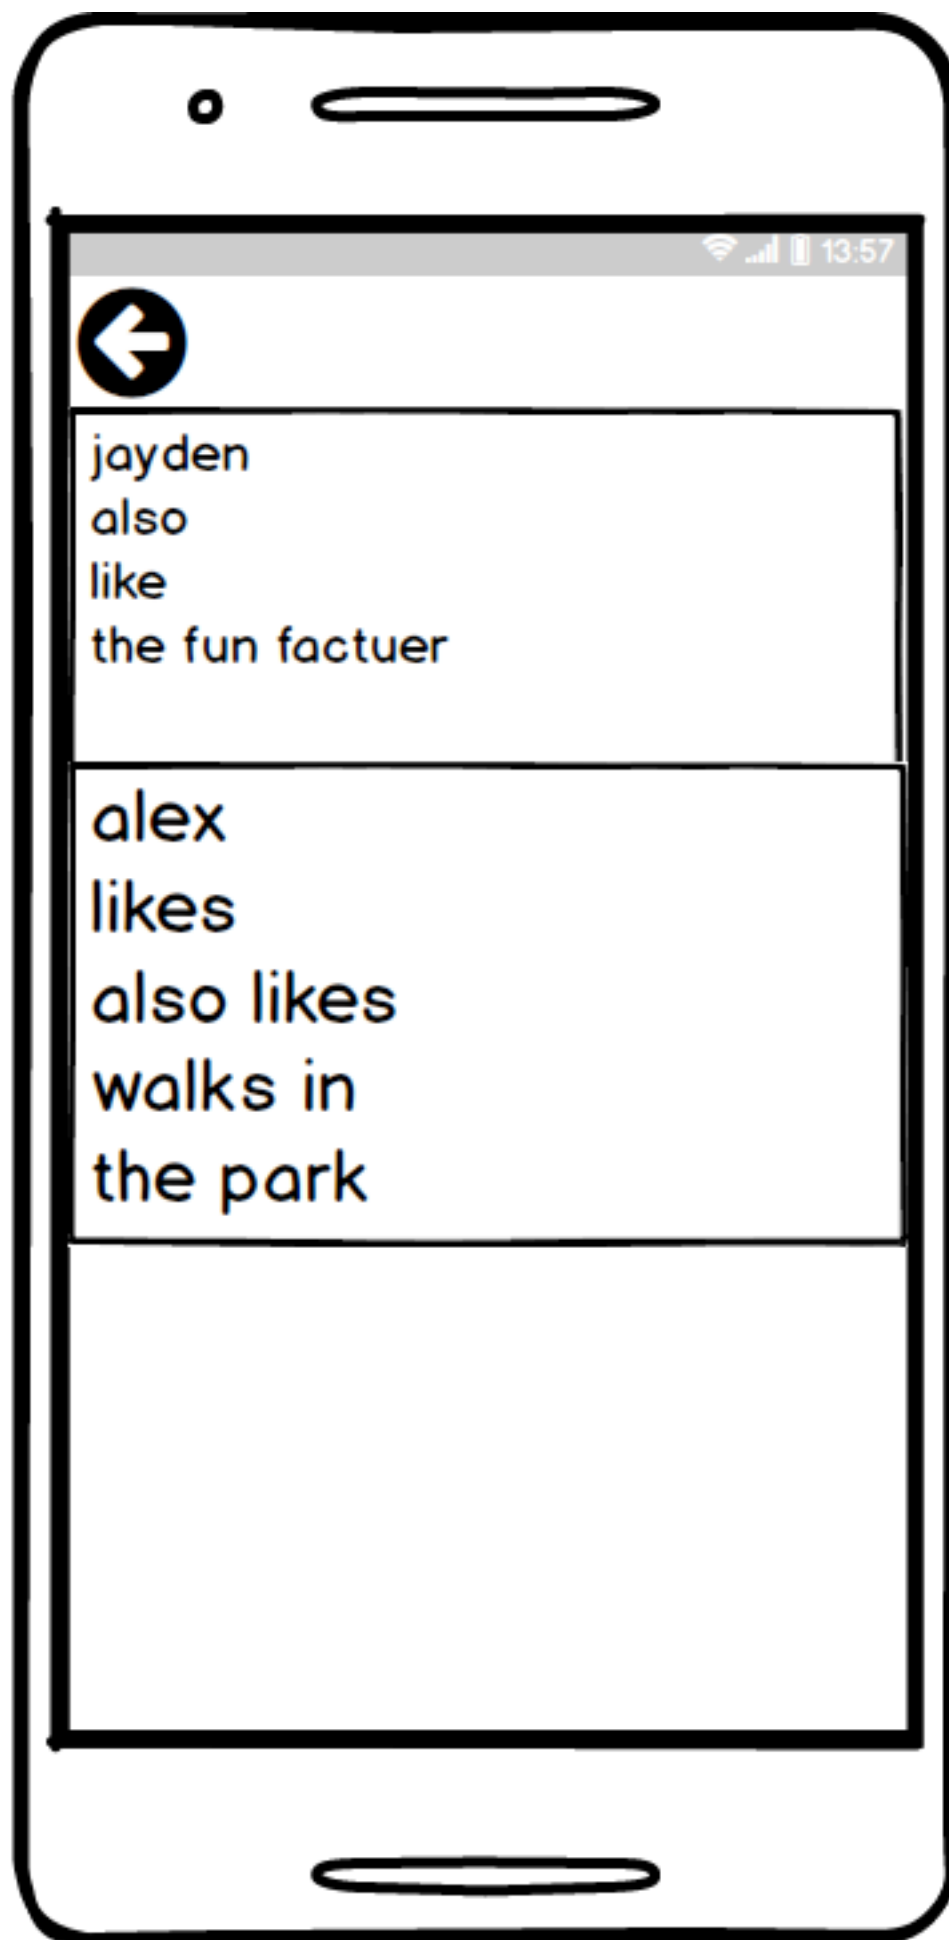 13:57
jayden
also
like
the fun factuer
alex
likes
also likes
walks in
the park